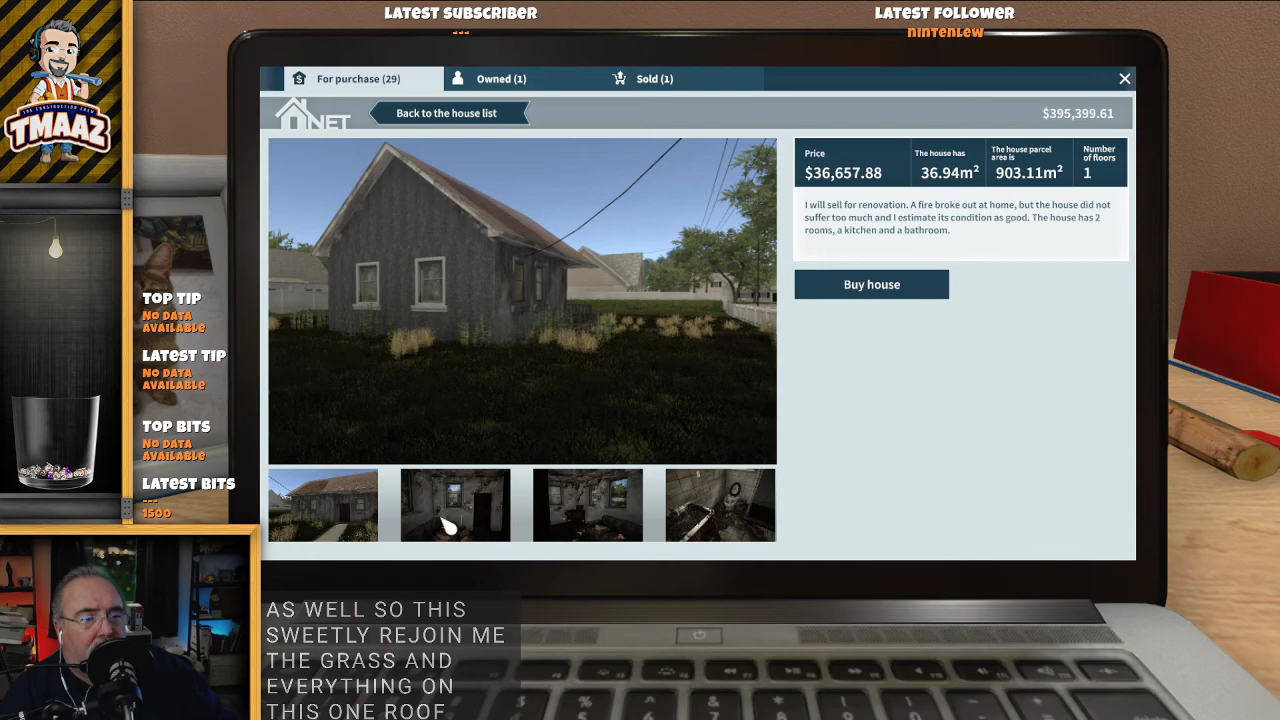 LATEST SUBSCRIBER
---
LATEST FOLLOWER
nintenlew
THE CONSTRUCTION CREW
TMAAZ
For purchase (29)
Owned (1)
Sold (1)
NET
Back to the house list
$395,399.61
Price
$36,657.88
The house has
36.94m²
The house parcel
area is
903.11m²
Number
of floors
1
I will sell for renovation. A fire broke out at home, but the house did not
suffer too much and I estimate its condition as good. The house has 2
rooms, a kitchen and a bathroom.
Buy house
TOP TIP
NO DATA
AVAILABLE
LATEST TIP
NO DATA
AVAILABLE
TOP BITS
NO DATA
AVAILABLE
LATEST BITS
---
1500
AS WELL SO THIS
SWEETLY REJOIN ME
THE GRASS AND
EVERYTHING ON
THIS ONE ROOF